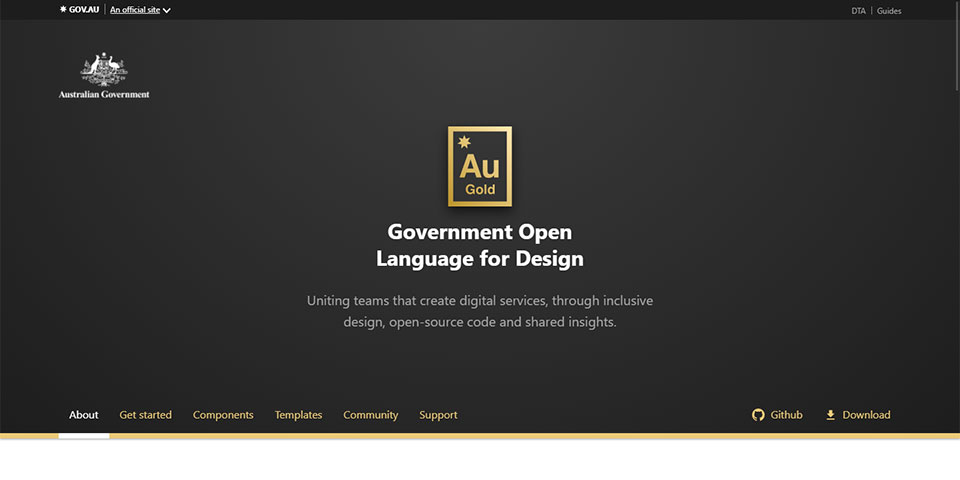 GOV.AU An official site DTA Guides
Australian Government
Au
Gold
Government Open
Language for Design
Uniting teams that create digital services, through inclusive
design, open-source code and shared insights.
About Get started Components Templates Community Support Github Download